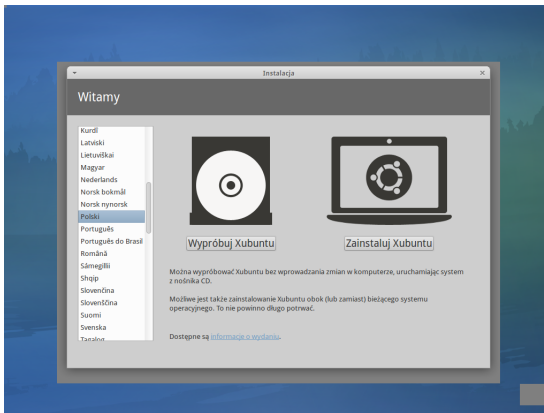 Instalacja
Witamy
Kurdî
Latviski
Lietuviškai
Magyar
Nederlands
Norsk bokmål
Norsk nynorsk
Polski
Português
Português do Brasil
Română
Sámegillii
Shqip
Slovenčina
Slovenščina
Suomi
Svenska
Tagalog
Wypróbuj Xubuntu
Zainstaluj Xubuntu
Można wypróbować Xubuntu bez wprowadzania zmian w komputerze, uruchamiając system
z nośnika CD.
Możliwe jest także zainstalowanie Xubuntu obok (lub zamiast) bieżącego systemu
operacyjnego. To nie powinno długo potrwać.
Dostępne są informacje o wydaniu.